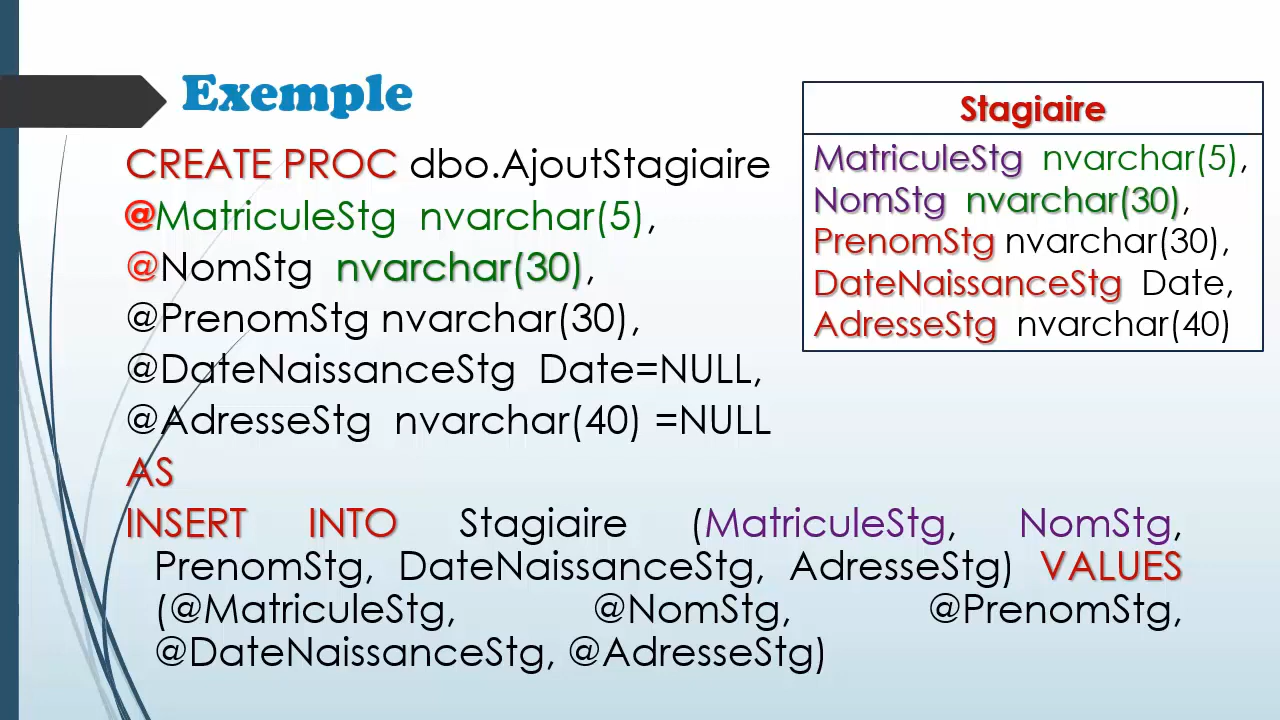 Exemple
CREATE PROC dbo.AjoutStagiaire
@MatriculeStg nvarchar(5),
@NomStg nvarchar(30),
@PrenomStg nvarchar(30),
@DateNaissanceStg Date=NULL,
@AdresseStg nvarchar(40) =NULL
AS
INSERT INTO Stagiaire (MatriculeStg, NomStg,
PrenomStg, DateNaissanceStg, AdresseStg) VALUES
(@MatriculeStg, @NomStg, @PrenomStg,
@DateNaissanceStg, @AdresseStg)
Stagiaire
MatriculeStg nvarchar(5),
NomStg nvarchar(30),
PrenomStg nvarchar(30),
DateNaissanceStg Date,
AdresseStg nvarchar(40)